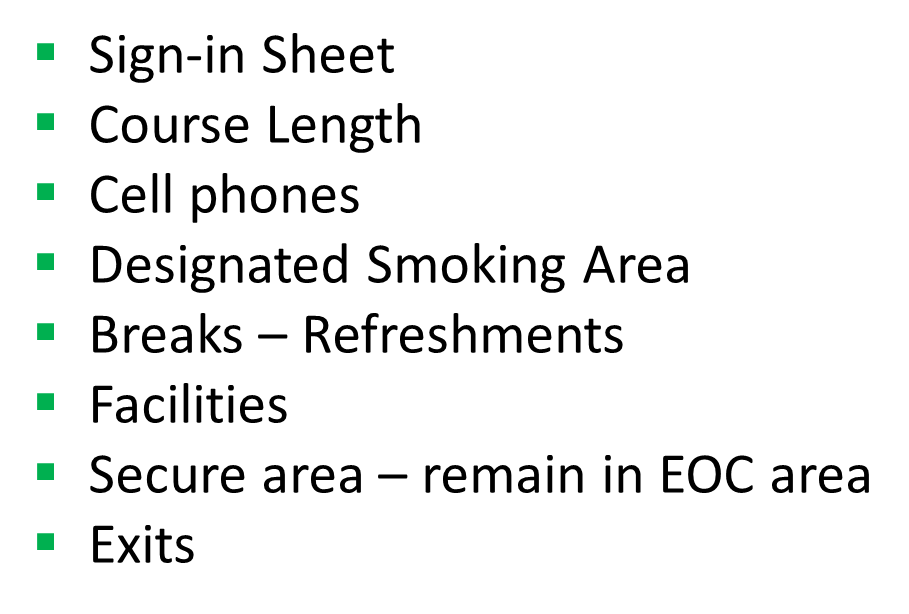 Sign-in Sheet
Course Length
Cell phones
Designated Smoking Area
Breaks – Refreshments
Facilities
Secure area – remain in EOC area
Exits